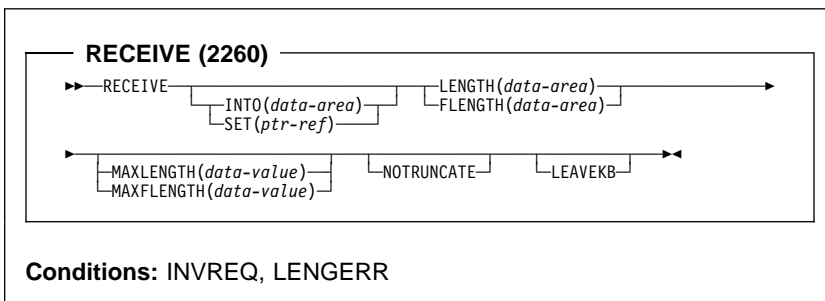 RECEIVE (2260)
RECEIVE LENGTH(data-area)
INTO(data-area) FLENGTH(data-area)
SET(ptr-ref)
MAXLENGTH(data-value) NOTRUNCATE LEAVEKB
MAXFLENGTH(data-value)
Conditions: INVREQ, LENGERR